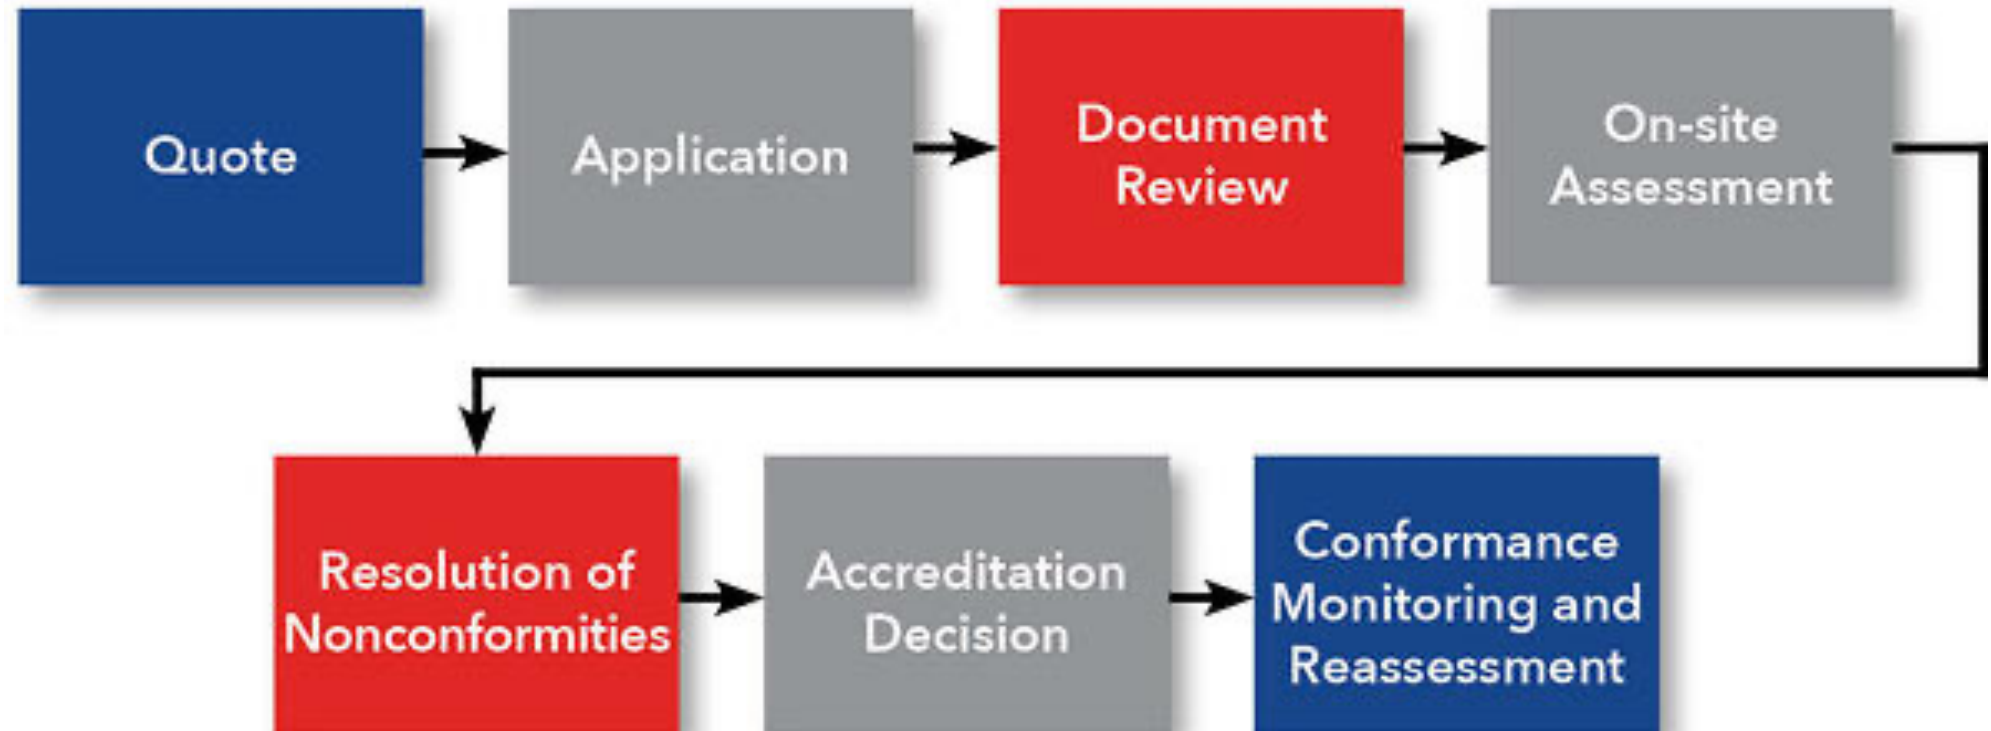 Quote
Application
Document
Review
On-site
Assessment
Resolution of
Nonconformities
Accreditation
Decision
Conformance
Monitoring and
Reassessment